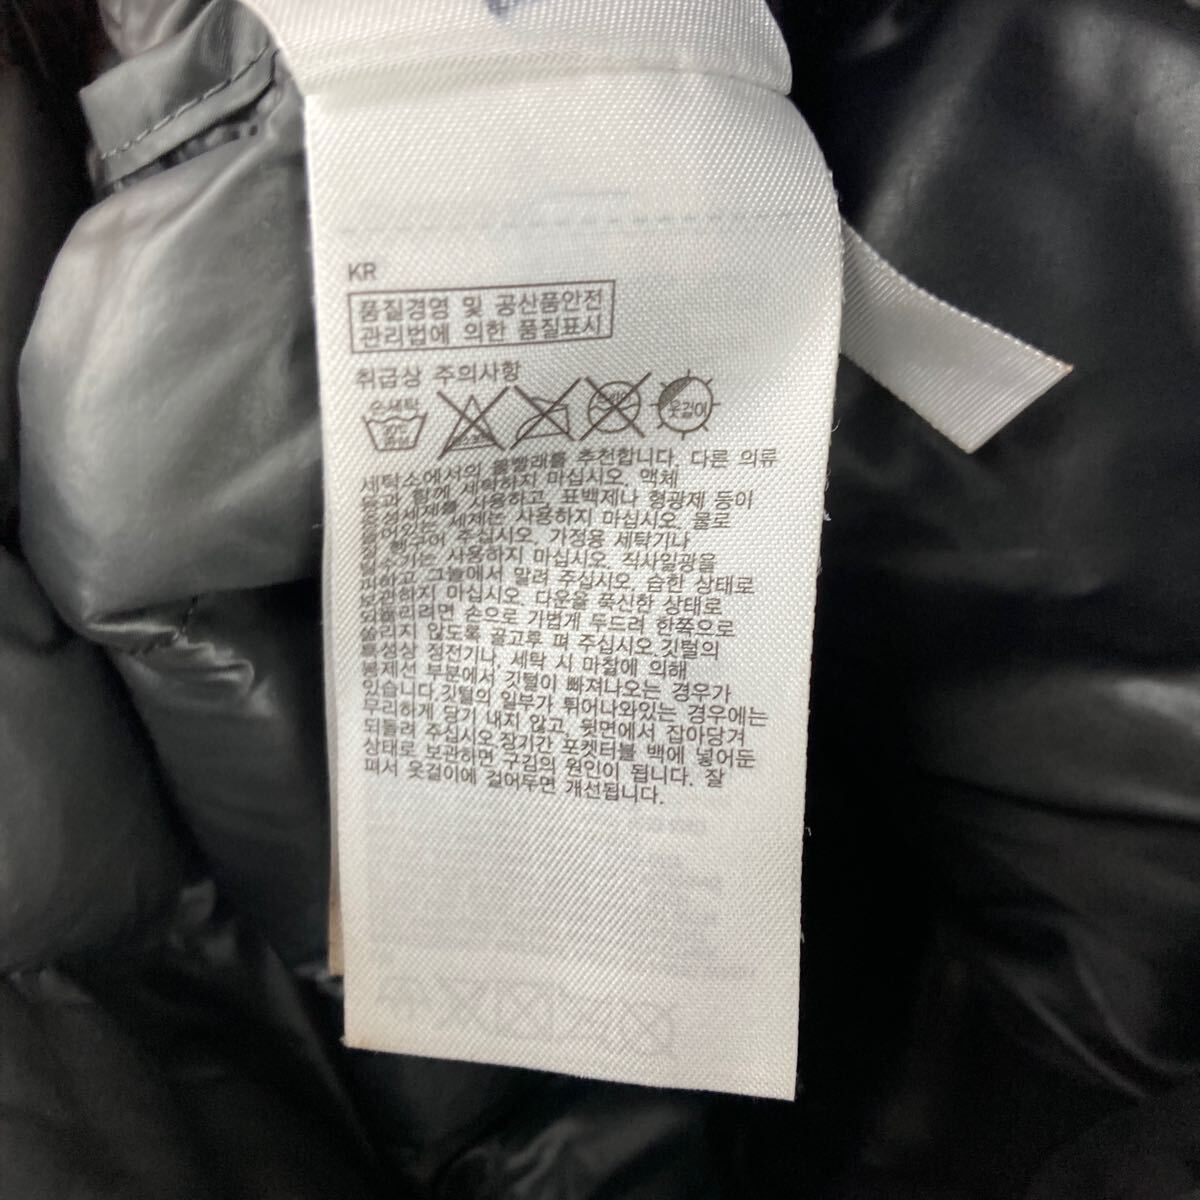 KR
품질경영 및 공산품안전
관리법에 의한 품질표시
취급상 주의사항
손세탁
옷걸이
세탁소에서의 물빨래를 추천합니다. 다른 의류
등과 함께 세탁하지 마십시오. 액체
중성세제를 사용하고, 표백제나 형광제 등이
들어있는 세제는 사용하지 마십시오. 물로
잘 헹구어 주십시오. 가정용 세탁기나
탈수기는 사용하지 마십시오. 직사일광을
피하고 그늘에서 말려 주십시오. 습한 상태로
보관하지 마십시오. 다운을 푹신한 상태로
되돌리려면 손으로 가볍게 두드려 한쪽으로
쏠리지 않도록 골고루 펴 주십시오.깃털의
특성상 정전기나, 세탁 시 마찰에 의해
봉제선 부분에서 깃털이 빠져나오는 경우가
있습니다.깃털의 일부가 튀어나와있는 경우에는
무리하게 당기 내지 않고, 뒷면에서 잡아당겨
되돌려 주십시오.장기간 포켓터블 백에 넣어둔
상태로 보관하면 구김의 원인이 됩니다. 잘
펴서 옷걸이에 걸어두면 개선됩니다.